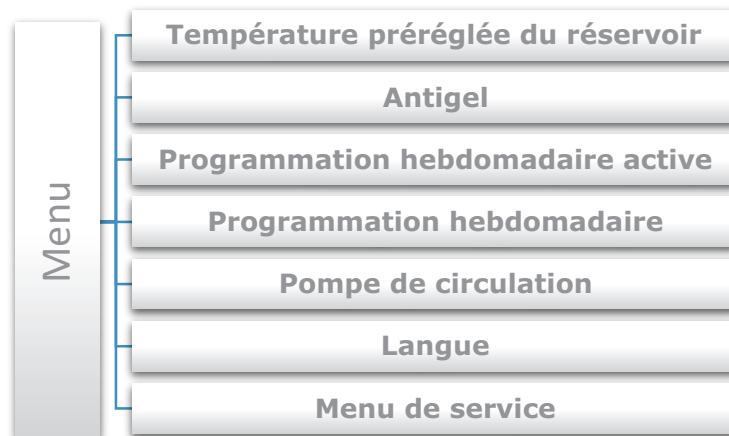 Menu
Température préréglée du réservoir
Antigel
Programmation hebdomadaire active
Programmation hebdomadaire
Pompe de circulation
Langue
Menu de service